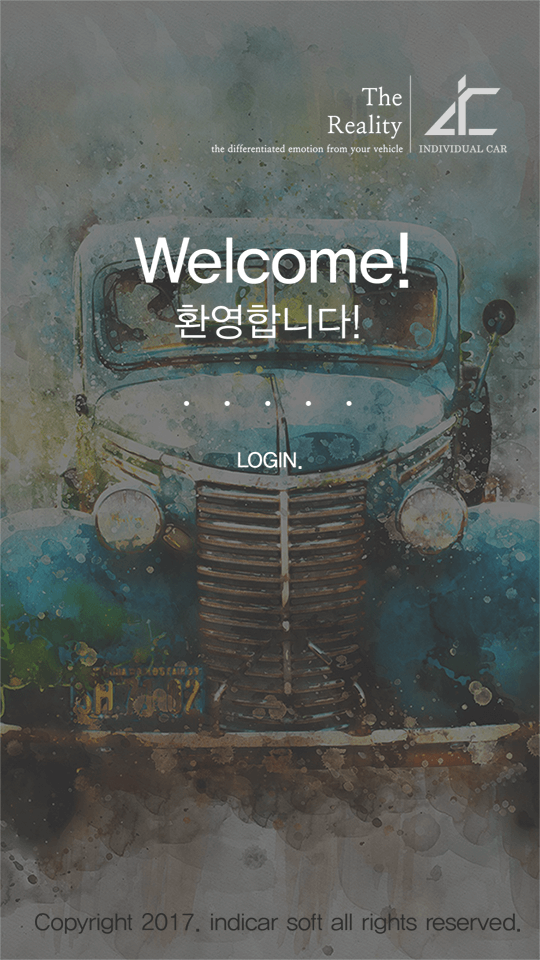 The
Reality
the differentiated emotion from your vehicle
INDIVIDUAL CAR
Welcome!
환영합니다!
. . . . .
LOGIN.
Copyright 2017. indicar soft all rights reserved.